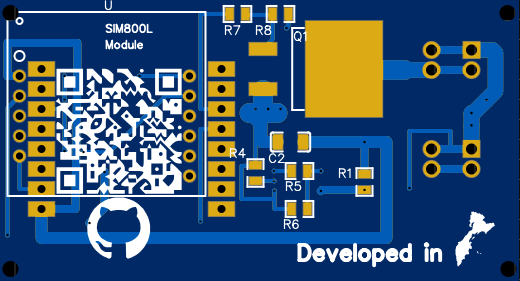 U
SIM800L
Module
R7 R8
Q1
R4
C2
R5
R1
R6
Developed in